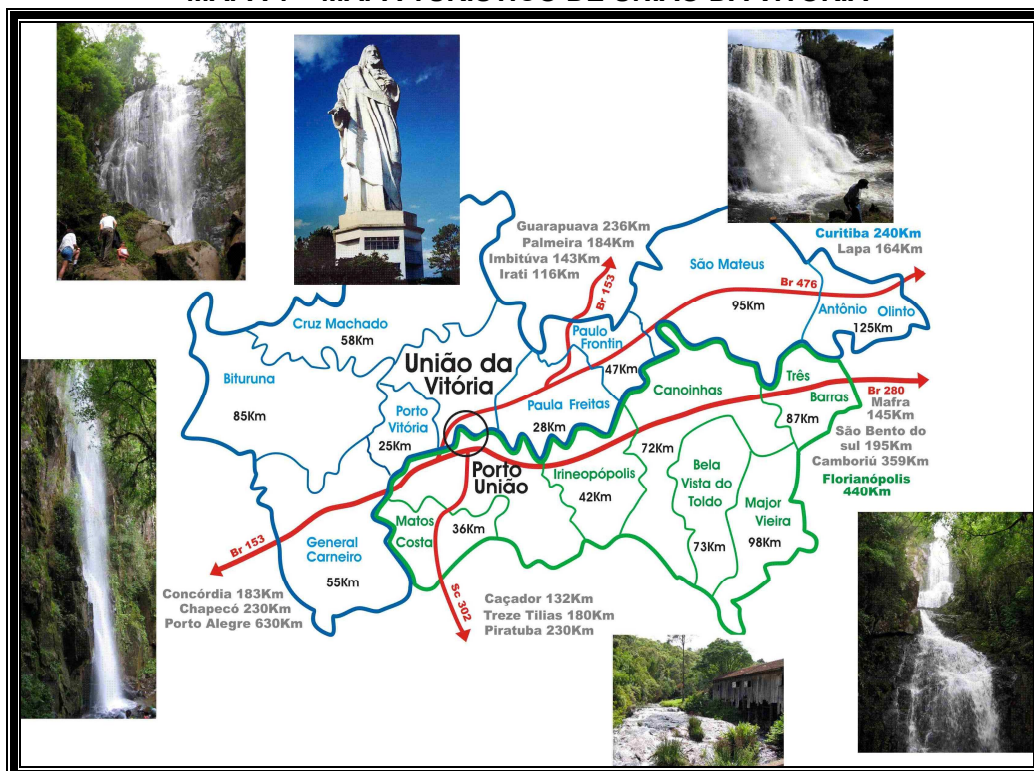 Guarapuava 236Km
Palmeira 184Km
Imbitúva 143Km
Irati 116Km
Br 153
Curitiba 240Km
Lapa 164Km
São Mateus
95Km
Br 476
Antônio Olinto
125Km
Cruz Machado
58Km
Paulo
Frontin
47Km
União da
Vitória
Bituruna
85Km
Porto
Vitória
25Km
Paula Freitas
28Km
Canoinhas
72Km
Três
Barras
87Km
Br 280
Mafra
145Km
São Bento do
sul 195Km
Camboriú 359Km
Florianópolis
440Km
Porto
União
36Km
Irineopópolis
42Km
Bela
Vista do
Toldo
73Km
Major
Vieira
98Km
Matos
Costa
General
Carneiro
55Km
Br 153
Concórdia 183Km
Chapecó 230Km
Porto Alegre 630Km
Sc 302
Caçador 132Km
Treze Tilias 180Km
Piratuba 230Km